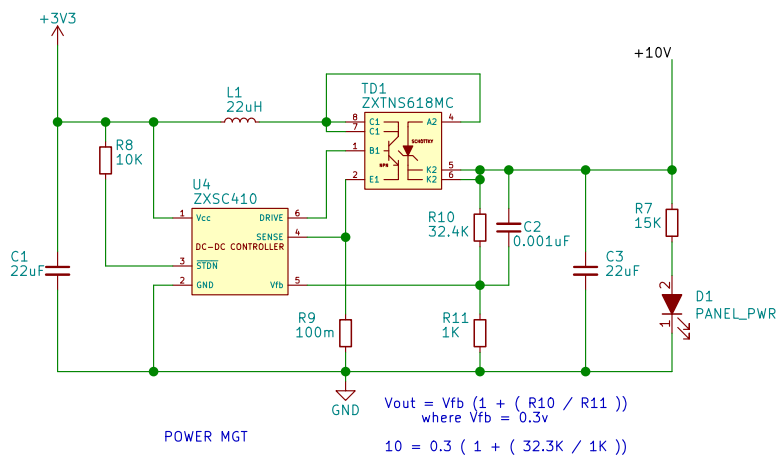 +3V3
+10V
L1
22uH
TD1
ZXTNS618MC
8 C1
7 C1
A2 4
1 B1
SCHOTTKY
NPN
K2 5
K2 6
2 E1
R8
10K
U4
ZXSC410
1 Vcc
DRIVE 6
SENSE 4
DC-DC CONTROLLER
3 STDN
2 GND
Vfb 5
C1
22uF
R10
32.4K
C2
0.001uF
R7
15K
C3
22uF
2
D1
1
PANEL_PWR
R9
100m
R11
1K
GND
Vout = Vfb (1 + ( R10 / R11 ))
where Vfb = 0.3v
10 = 0.3 ( 1 + ( 32.3K / 1K ))
POWER MGT